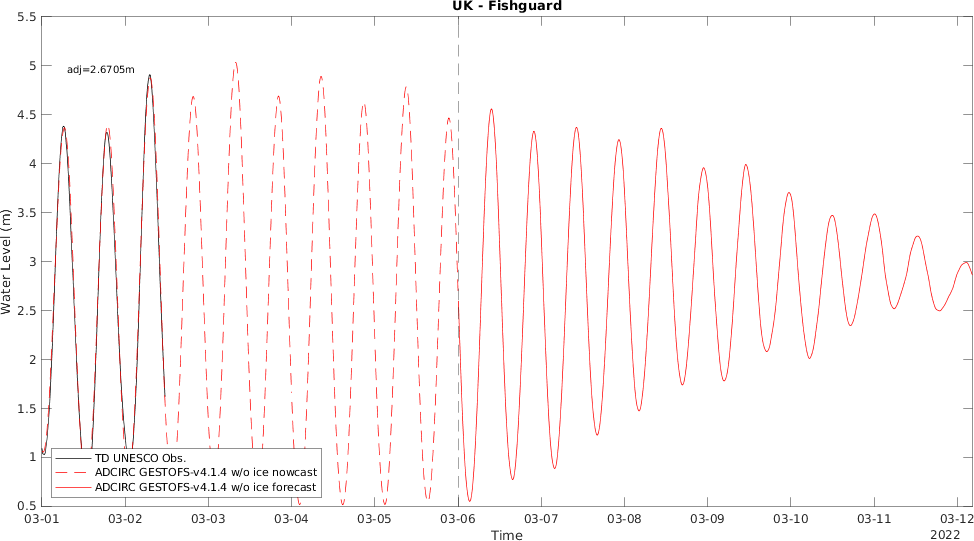 UK - Fishguard
5.5
5
4.5
4
3.5
3
2.5
2
1.5
1
0.5
Water Level (m)
adj=2.6705m
TD UNESCO Obs.
ADCIRC GESTOFS-v4.1.4 w/o ice nowcast
ADCIRC GESTOFS-v4.1.4 w/o ice forecast
03-01 03-02 03-03 03-04 03-05 03-06 03-07 03-08 03-09 03-10 03-11 03-12
Time
2022